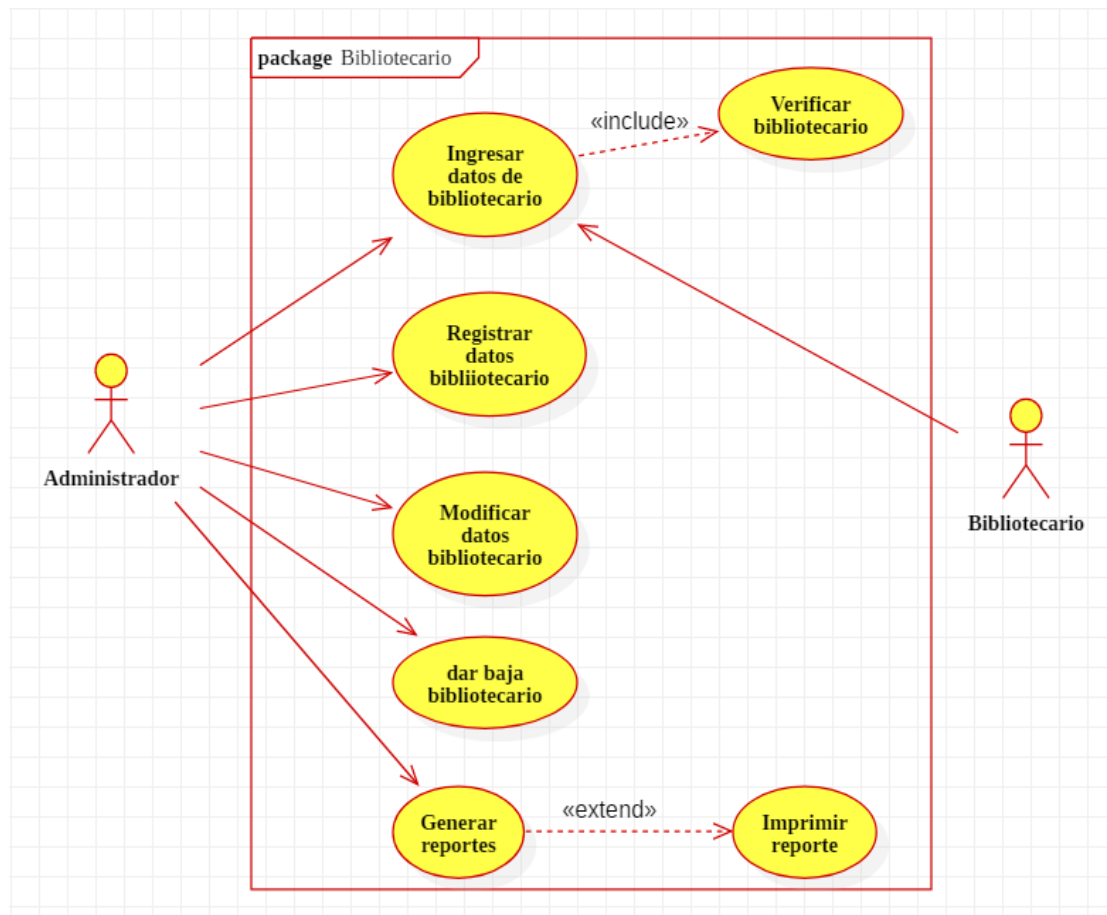 package Bibliotecario
Verificar
bibliotecario
«include»
Ingresar
datos de
bibliotecario
Registrar
datos
bibliiotecario
Administrador
Bibliotecario
Modificar
datos
bibliotecario
dar baja
bibliotecario
Generar
reportes
«extend»
Imprimir
reporte